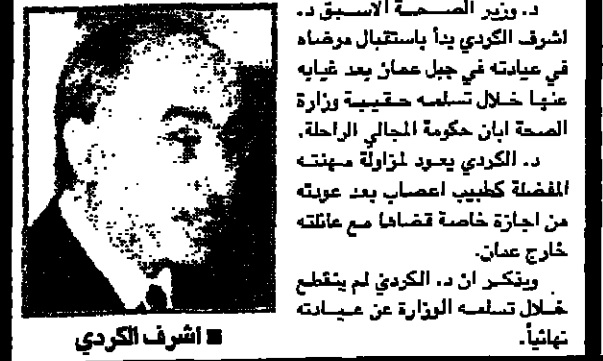 د. وزير الصحة الاسبق د.
اشرف الكردي بدأ باستقبال مرضاه
في عيادته في جبل عمان بعد غيابه
عنها خلال تسلمه حقيبة وزارة
الصحة ابان حكومة المجالي الراحلة.
د. الكردي يعود لمزاولة مهنته
المفضلة كطبيب اعصاب بعد عودته
من اجازة خاصة قضاها مع عائلته
خارج عمان.
ويذكر ان د. الكردي لم ينقطع
خلال تسلمه الوزارة عن عيادته
نهائياً.
■ اشرف الكردي